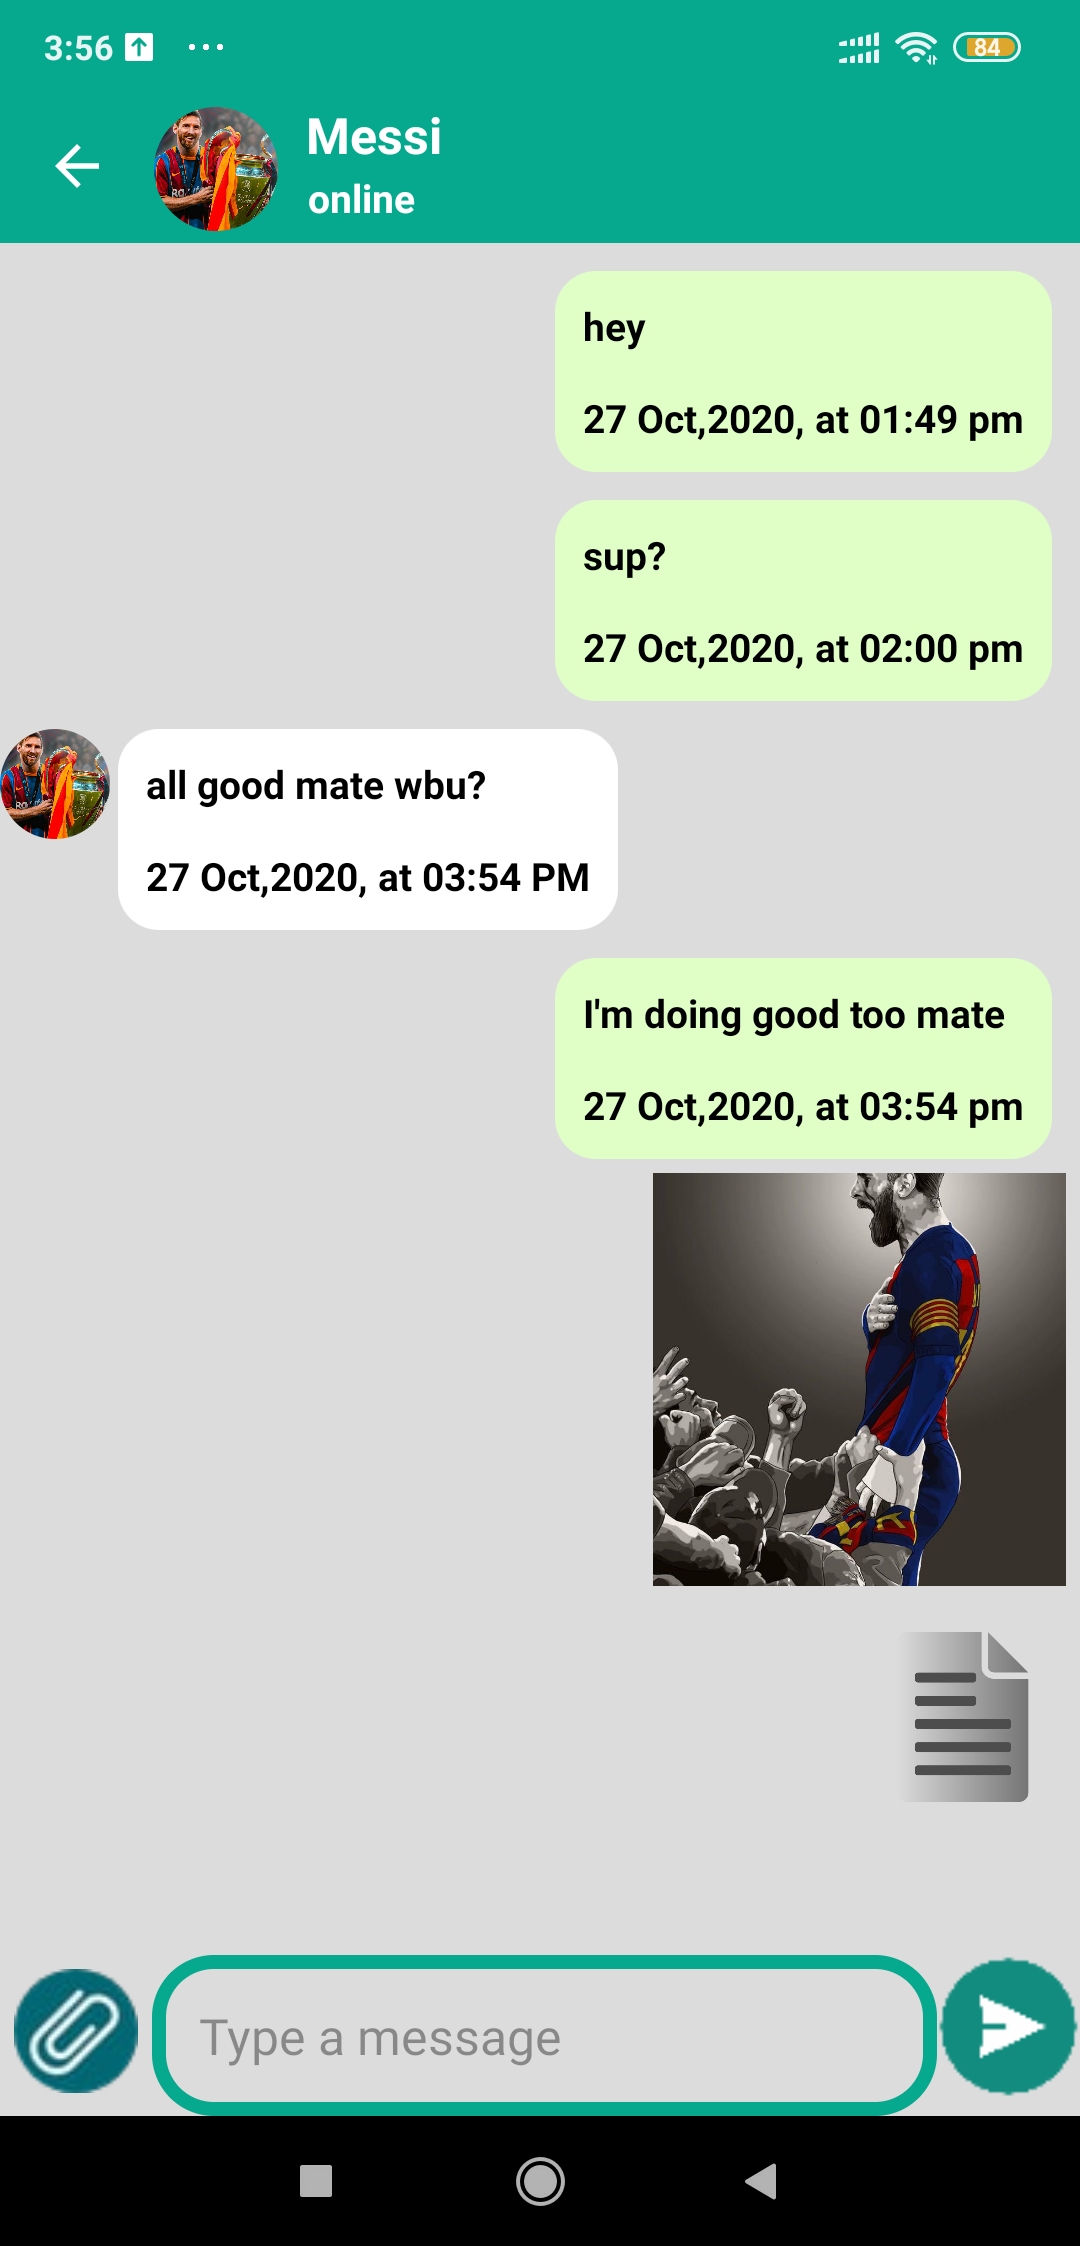 3:56
84
Messi
online
hey
27 Oct,2020, at 01:49 pm
sup?
27 Oct,2020, at 02:00 pm
all good mate wbu?
27 Oct,2020, at 03:54 PM
I'm doing good too mate
27 Oct,2020, at 03:54 pm
Type a message